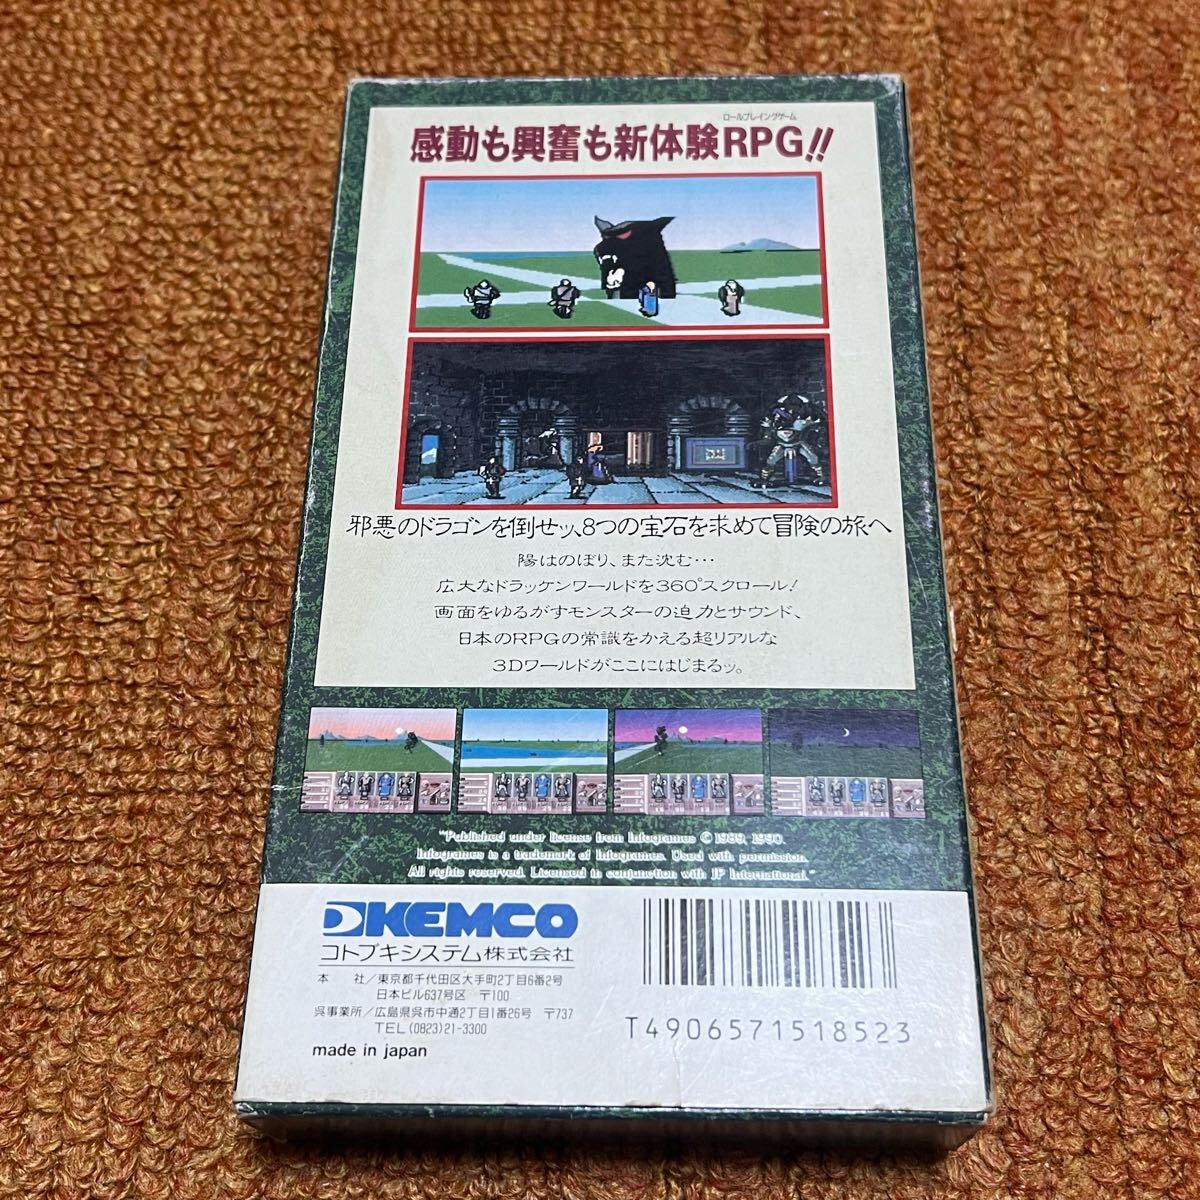 ロールプレイングゲーム
感動も興奮も新体験RPG!!
邪悪のドラゴンを倒せッ、8つの宝石を求めて冒険の旅へ
陽はのぼり、また沈む…
広大なドラッケンワールドを360°スクロール!
画面をゆるがすモンスターの迫力とサウンド、
日本のRPGの常識をかえる超リアルな
3Dワールドがここにはじまるッ。
"Published under license from Infogrames © 1989, 1990.
Infogrames is a trademark of Infogrames. Used with permission.
All rights reserved. Licensed in conjunction with JP International."
KEMCO
コトブキシステム株式会社
本 社/東京都千代田区大手町2丁目6番2号
日本ビル637号区 〒100
呉事業所/広島県呉市中通2丁目1番26号 〒737
TEL(0823)21-3300
made in japan
T4906571518523